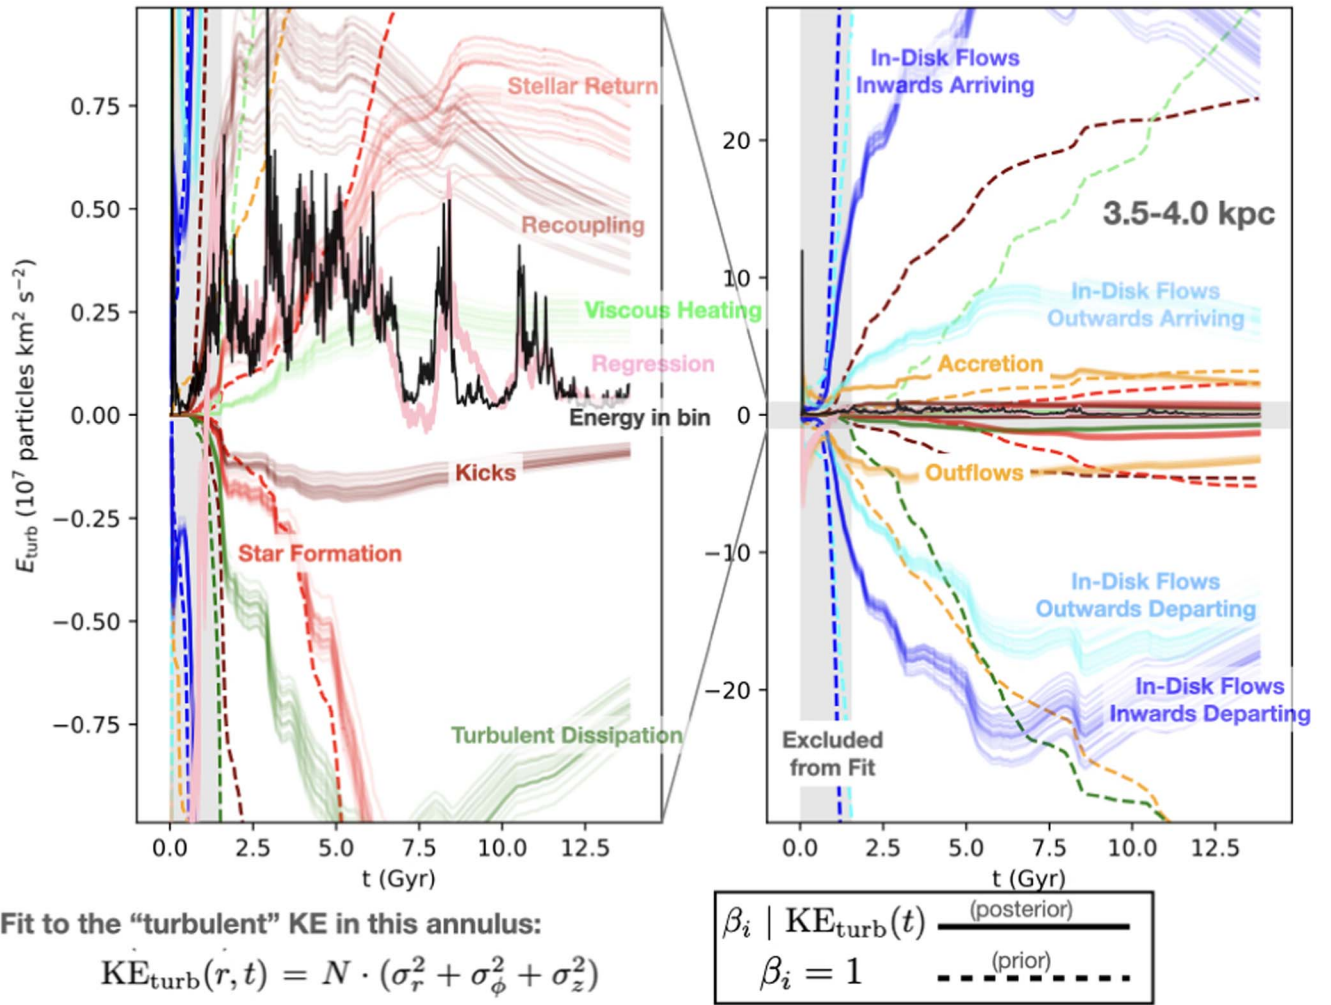 0.75
0.50
0.25
0.00
−0.25
−0.50
−0.75
E_turb (10^7 particles km^2 s^−2)
Stellar Return
Recoupling
Viscous Heating
Regression
Energy in bin
Kicks
Star Formation
Turbulent Dissipation
0.0 2.5 5.0 7.5 10.0 12.5
t (Gyr)
20
10
0
−10
−20
In-Disk Flows
Inwards Arriving
3.5-4.0 kpc
In-Disk Flows
Outwards Arriving
Accretion
Outflows
In-Disk Flows
Outwards Departing
In-Disk Flows
Inwards Departing
Excluded
from Fit
0.0 2.5 5.0 7.5 10.0 12.5
t (Gyr)
Fit to the “turbulent” KE in this annulus:
KE_turb(r, t) = N · (σ_r^2 + σ_ϕ^2 + σ_z^2)
β_i | KE_turb(t) (posterior)
β_i = 1 (prior)